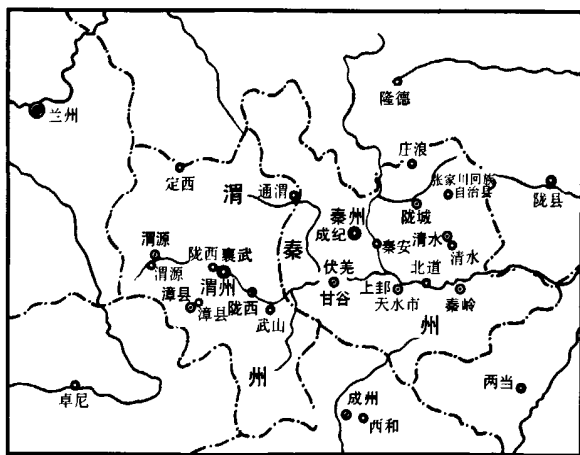 兰州
隆德
庄浪
定西
渭
通渭
张家川回族
自治县
陇县
秦州
成纪
陇城
秦
秦安
清水
清水
渭源
渭源
陇西
襄武
伏羌
北道
渭州
陇西
甘谷
上邽
天水市
秦岭
漳县
漳县
武山
州
州
两当
卓尼
成州
西和